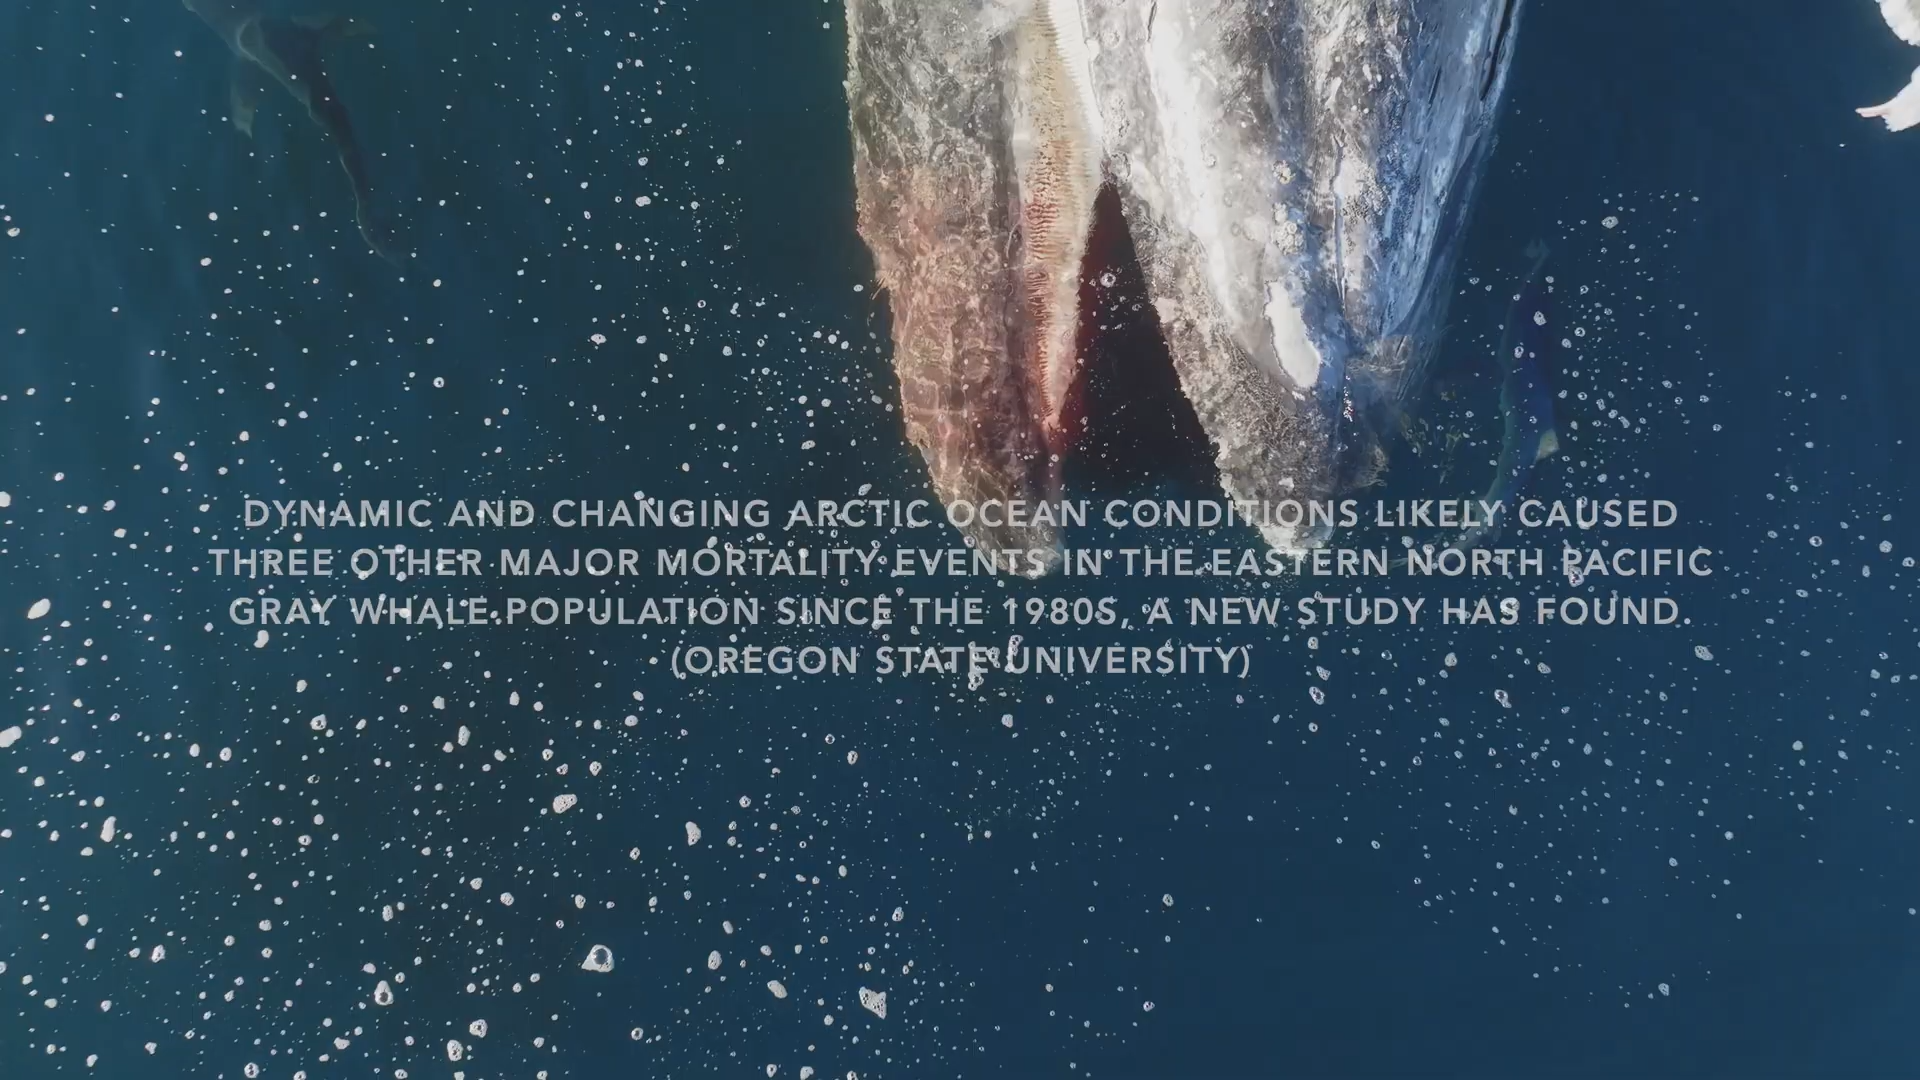 DYNAMIC AND CHANGING ARCTIC OCEAN CONDITIONS LIKELY CAUSED
THREE OTHER MAJOR MORTALITY EVENTS IN THE EASTERN NORTH PACIFIC
GRAY WHALE POPULATION SINCE THE 1980S, A NEW STUDY HAS FOUND.
(OREGON STATE UNIVERSITY)